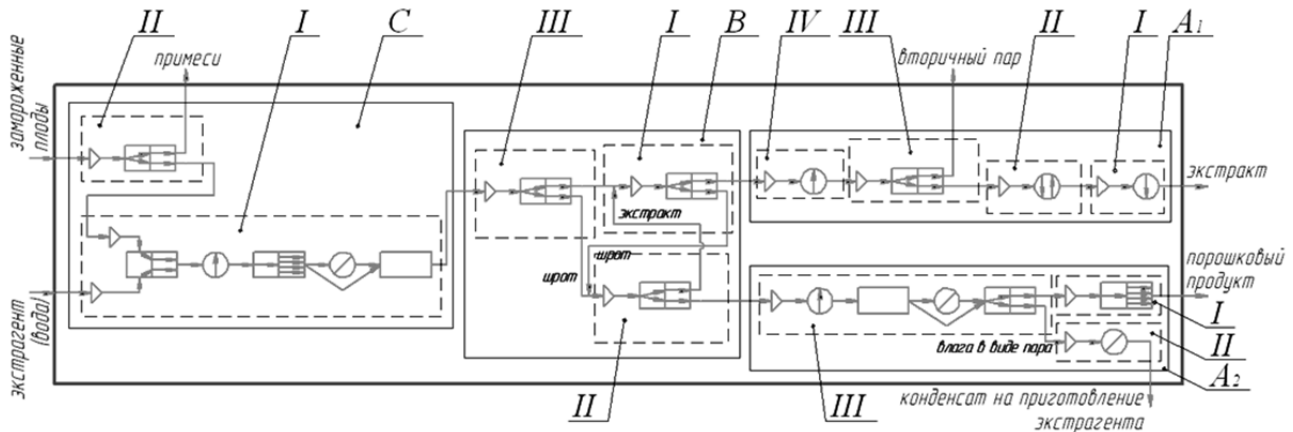 II
I
C
III
I
B
IV
III
II
I
A1
примеси
вторичный пар
замороженные
плоды
экстракт
экстракт
шрот
шрот
порошковый
продукт
экстрагент
(вода)
I
влага в виде пара
II
A2
II
III
конденсат на приготовление
экстрагента